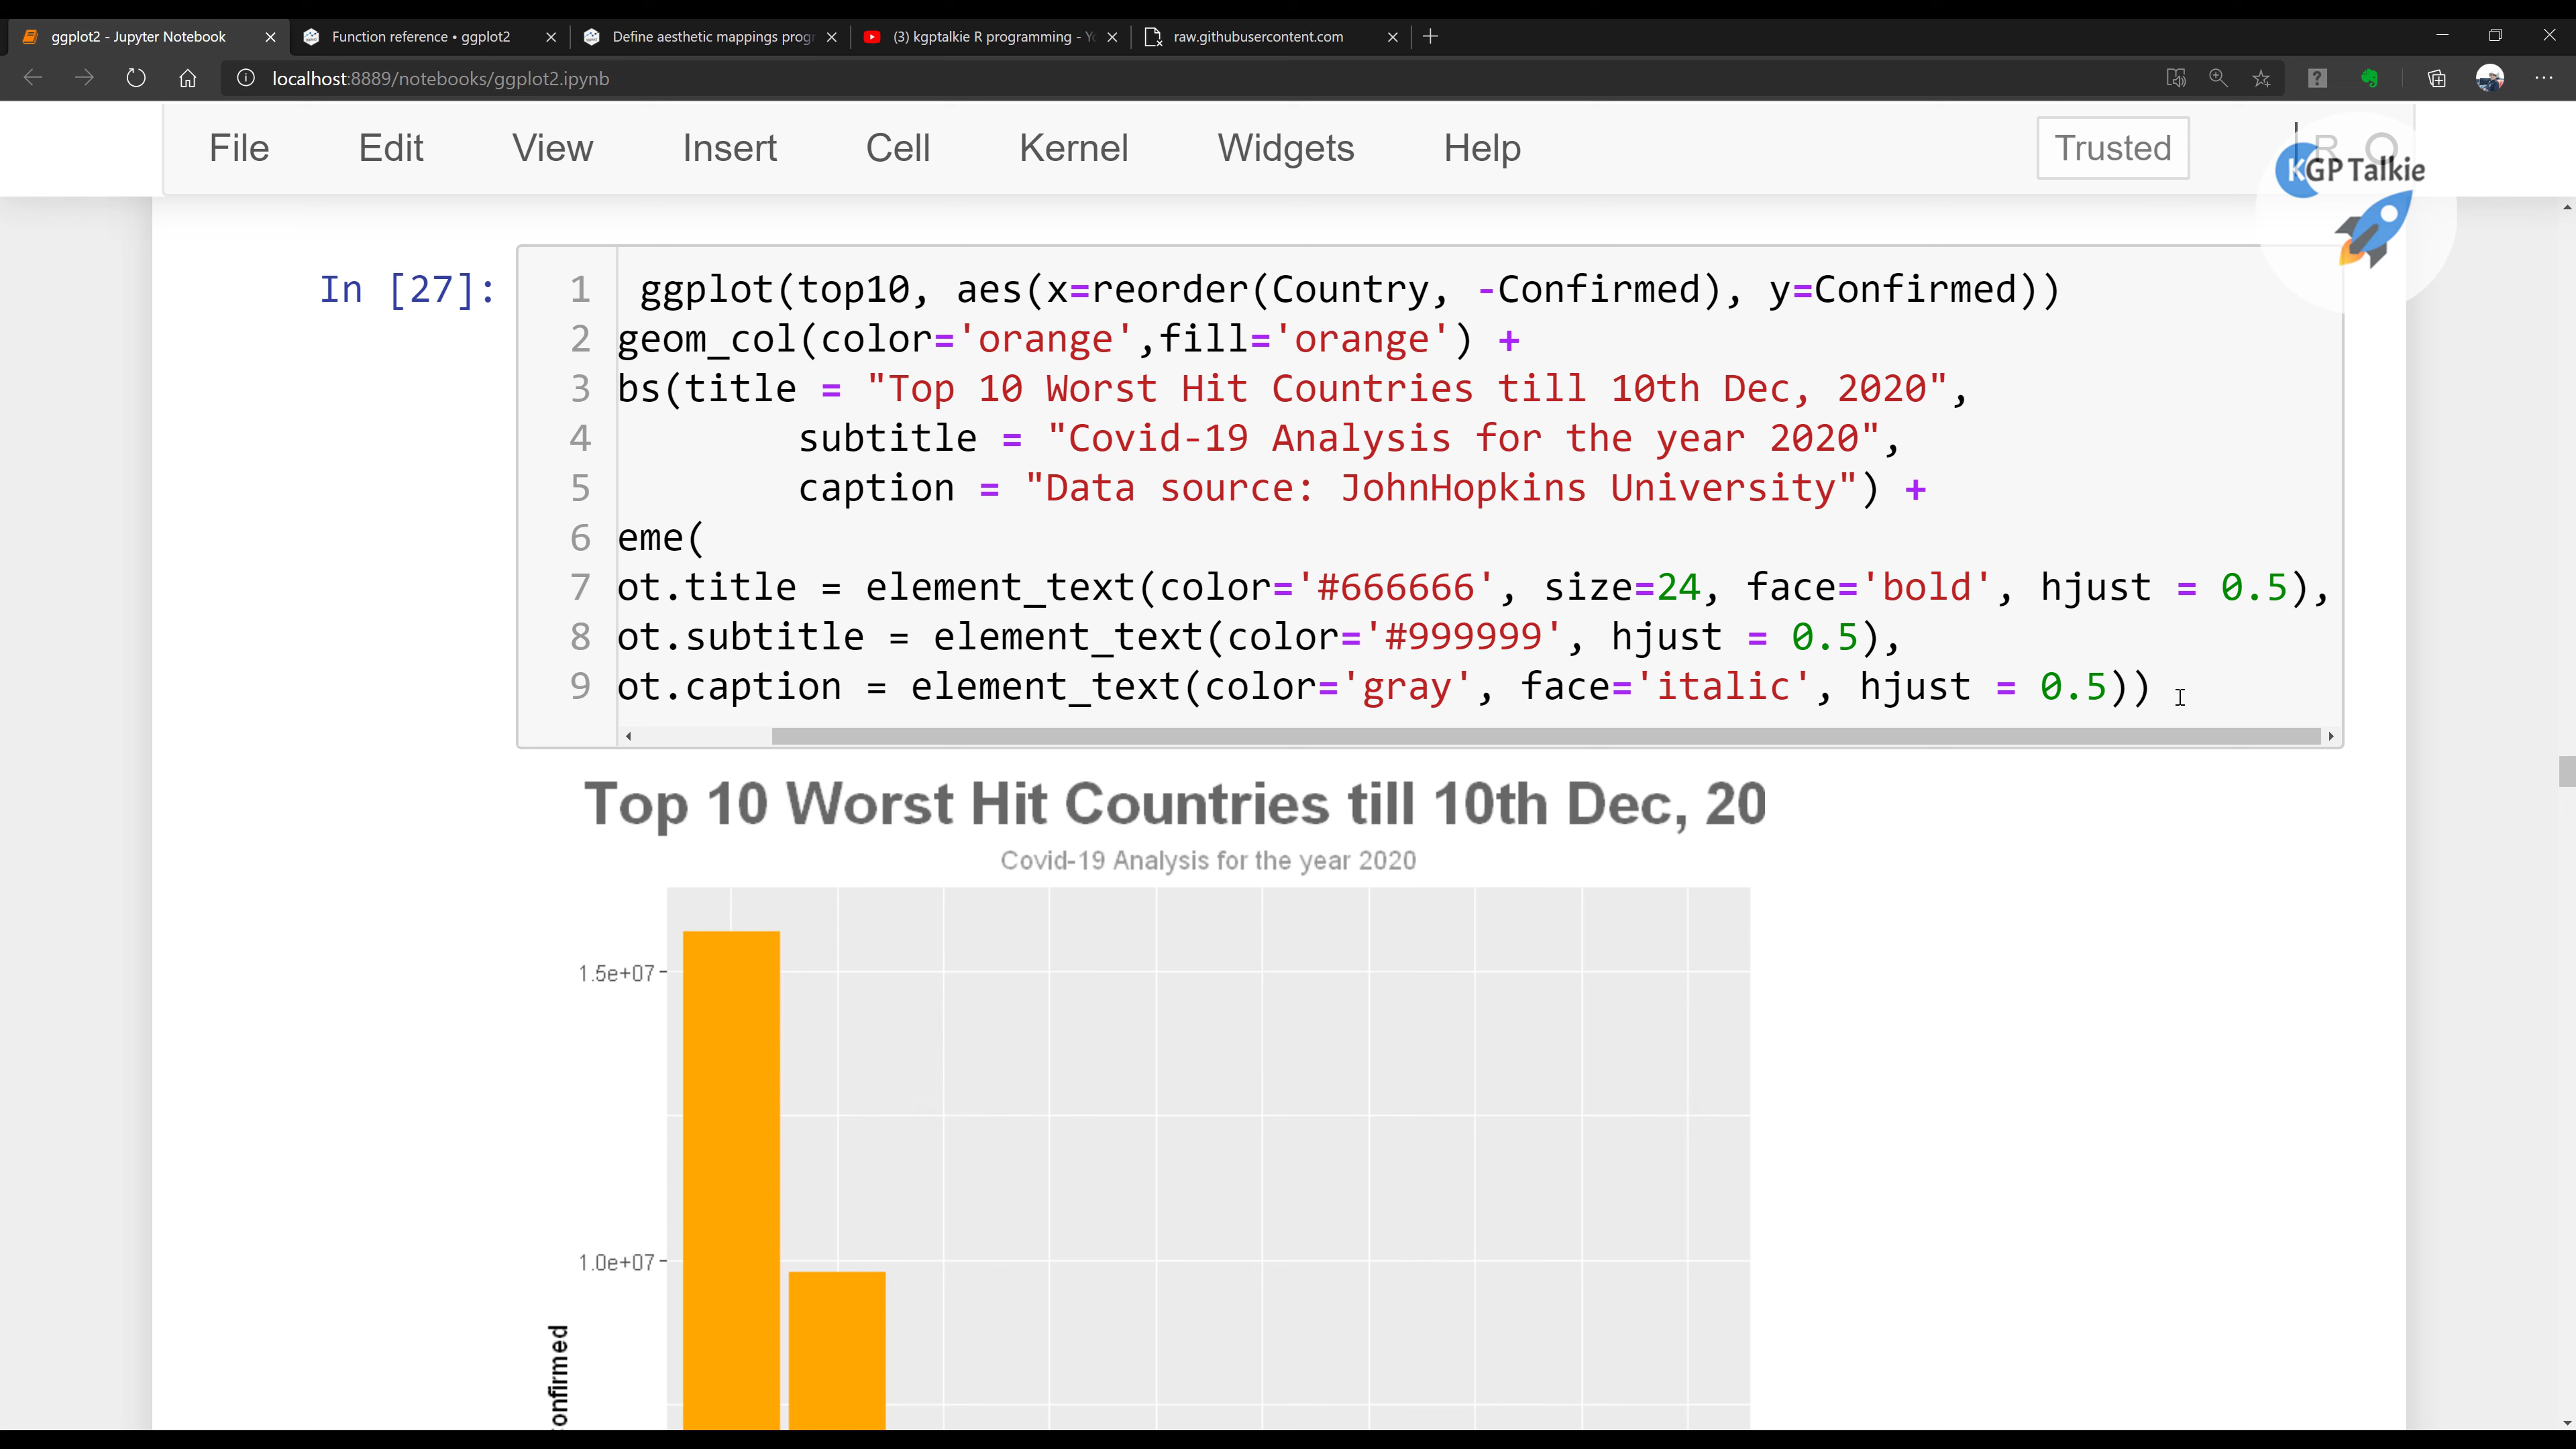 ggplot2 - Jupyter Notebook
Function reference • ggplot2
Define aesthetic mappings prog
(3) kgptalkie R programming - Yo
raw.githubusercontent.com
localhost:8889/notebooks/ggplot2.ipynb
File Edit View Insert Cell Kernel Widgets Help Trusted R
KGP Talkie
In [27]:
1 ggplot(top10, aes(x=reorder(Country, -Confirmed), y=Confirmed))
2 geom_col(color='orange',fill='orange') +
3 bs(title = "Top 10 Worst Hit Countries till 10th Dec, 2020",
4 subtitle = "Covid-19 Analysis for the year 2020",
5 caption = "Data source: JohnHopkins University") +
6 eme(
7 ot.title = element_text(color='#666666', size=24, face='bold', hjust = 0.5),
8 ot.subtitle = element_text(color='#999999', hjust = 0.5),
9 ot.caption = element_text(color='gray', face='italic', hjust = 0.5))
Top 10 Worst Hit Countries till 10th Dec, 20
Covid-19 Analysis for the year 2020
1.5e+07
1.0e+07
onfirmed